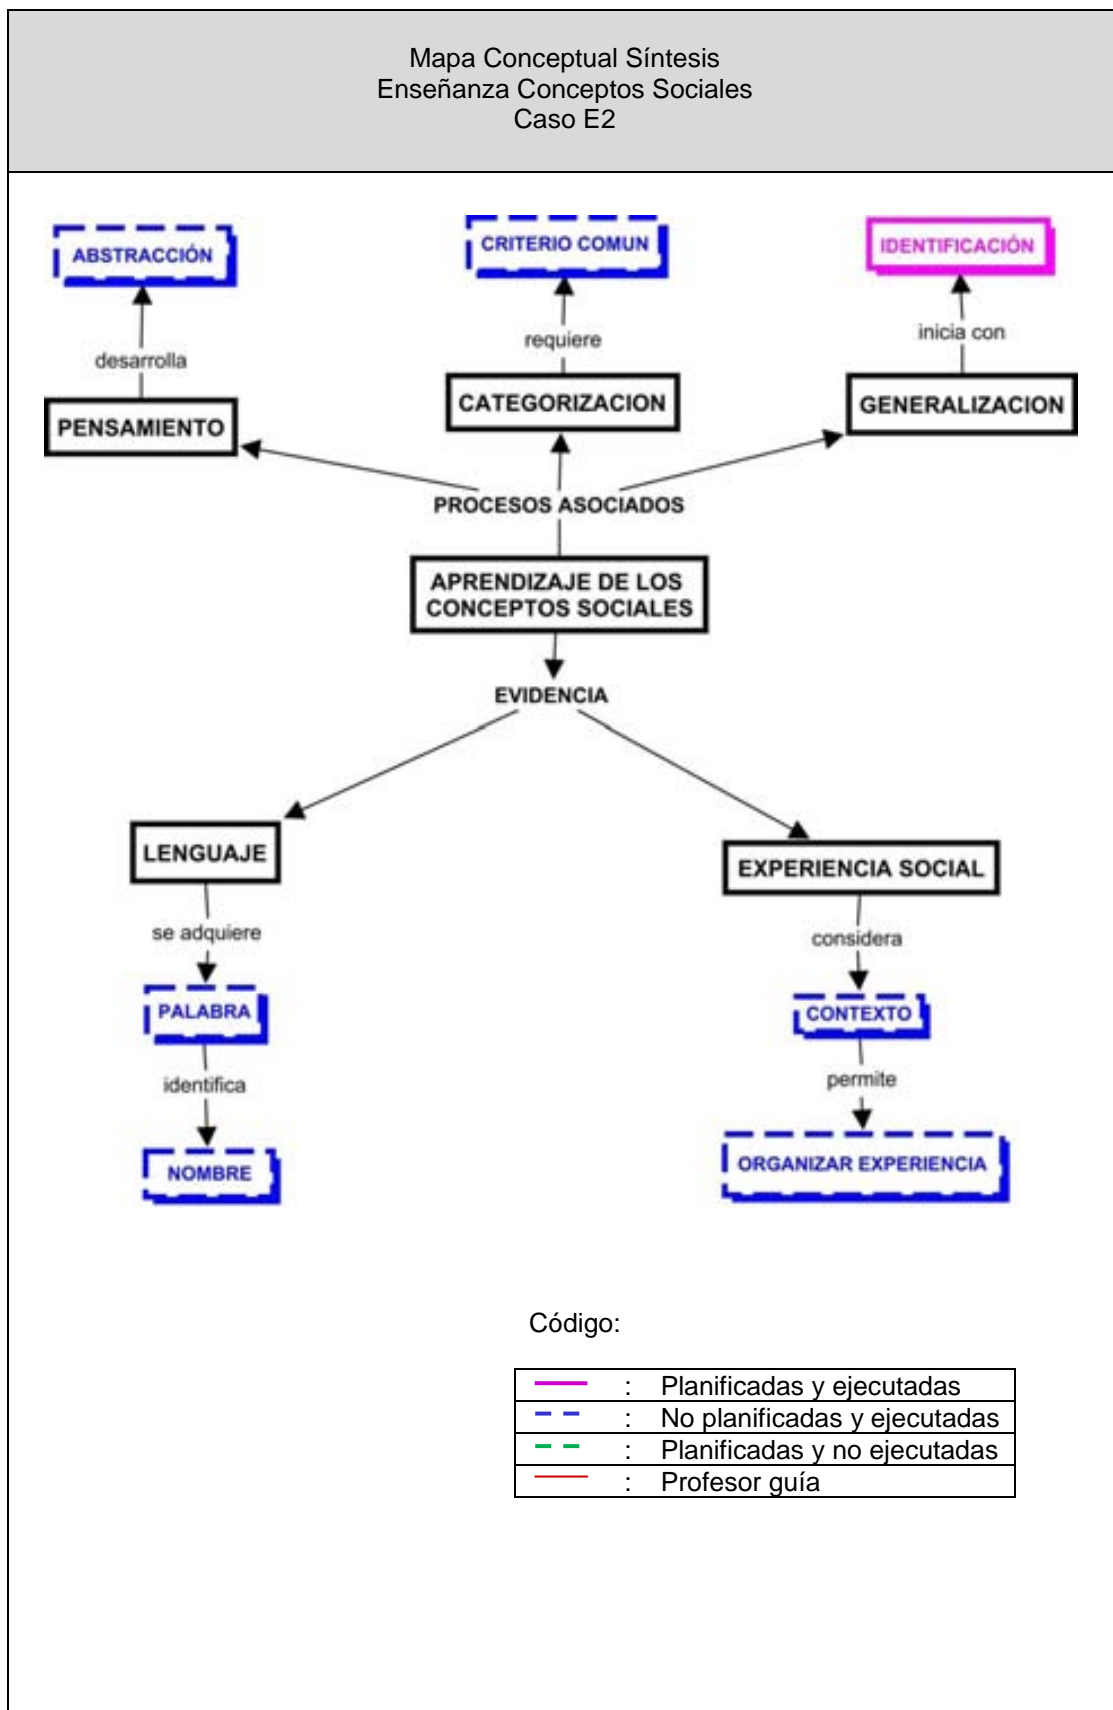 Mapa Conceptual Síntesis
Enseñanza Conceptos Sociales
Caso E2
ABSTRACCIÓN
CRITERIO COMUN
IDENTIFICACIÓN
desarrolla
requiere
inicia con
PENSAMIENTO
CATEGORIZACION
GENERALIZACION
PROCESOS ASOCIADOS
APRENDIZAJE DE LOS
CONCEPTOS SOCIALES
EVIDENCIA
LENGUAJE
EXPERIENCIA SOCIAL
se adquiere
considera
PALABRA
CONTEXTO
identifica
permite
NOMBRE
ORGANIZAR EXPERIENCIA
Código:
: Planificadas y ejecutadas
: No planificadas y ejecutadas
: Planificadas y no ejecutadas
: Profesor guía